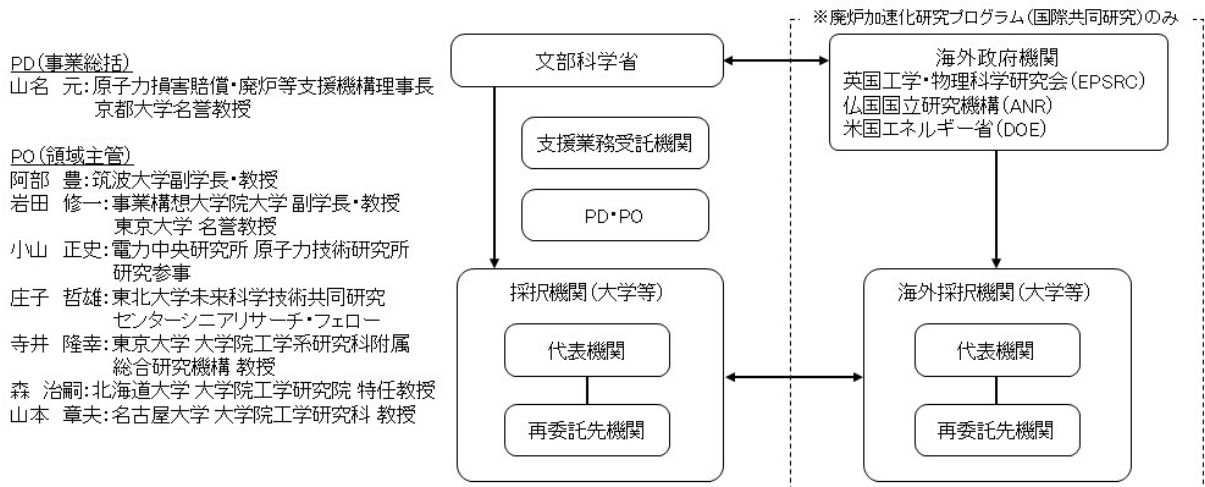 PD(事業総括)
山名 元:原子力損害賠償・廃炉等支援機構理事長
京都大学名誉教授
PO(領域主管)
阿部 豊:筑波大学副学長・教授
岩田 修一:事業構想大学院大学 副学長・教授
東京大学 名誉教授
小山 正史:電力中央研究所 原子力技術研究所
研究参事
庄子 哲雄:東北大学未来科学技術共同研究
センターシニアリサーチ・フェロー
寺井 隆幸:東京大学 大学院工学系研究科附属
総合研究機構 教授
森 治嗣:北海道大学 大学院工学研究院 特任教授
山本 章夫:名古屋大学 大学院工学研究科 教授
文部科学省
支援業務受託機関
PD・PO
採択機関(大学等)
代表機関
再委託先機関
※廃炉加速化研究プログラム(国際共同研究)のみ
海外政府機関
英国工学・物理科学研究会(EPSRC)
仏国国立研究機構(ANR)
米国エネルギー省(DOE)
海外採択機関(大学等)
代表機関
再委託先機関